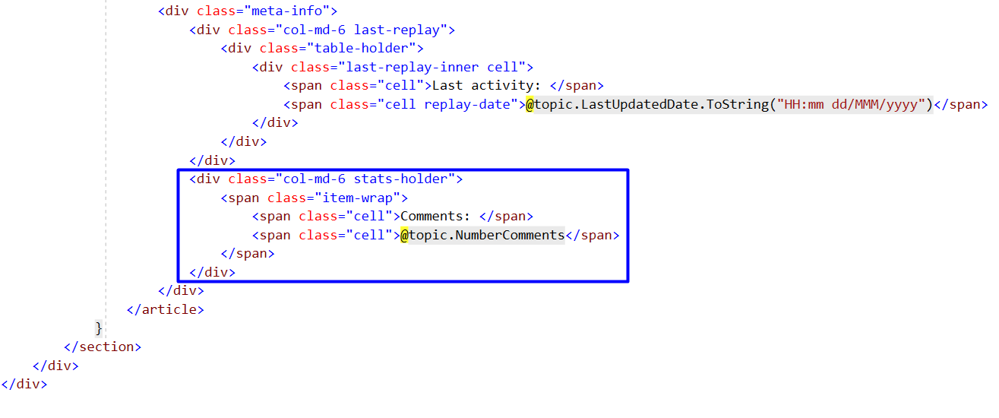 <div class="meta-info">
<div class="col-md-6 last-replay">
<div class="table-holder">
<div class="last-replay-inner cell">
<span class="cell">Last activity: </span>
<span class="cell replay-date">@topic.LastUpdatedDate.ToString("HH:mm dd/MMM/yyyy")</span>
</div>
</div>
</div>
<div class="col-md-6 stats-holder">
<span class="item-wrap">
<span class="cell">Comments: </span>
<span class="cell">@topic.NumberComments</span>
</span>
</div>
</div>
</article>
}
</section>
</div>
</div>